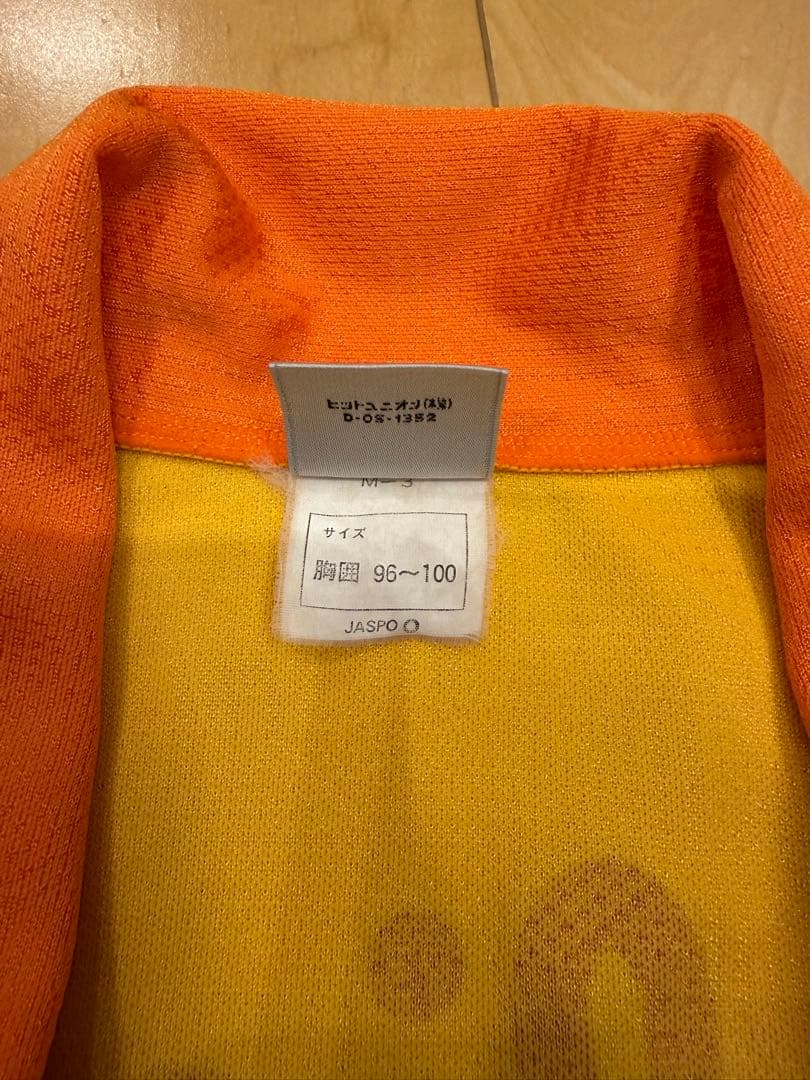 ヒットユニオン(株)
D-OS-1352
M-3
サイズ
胸囲 96〜100
JASPO